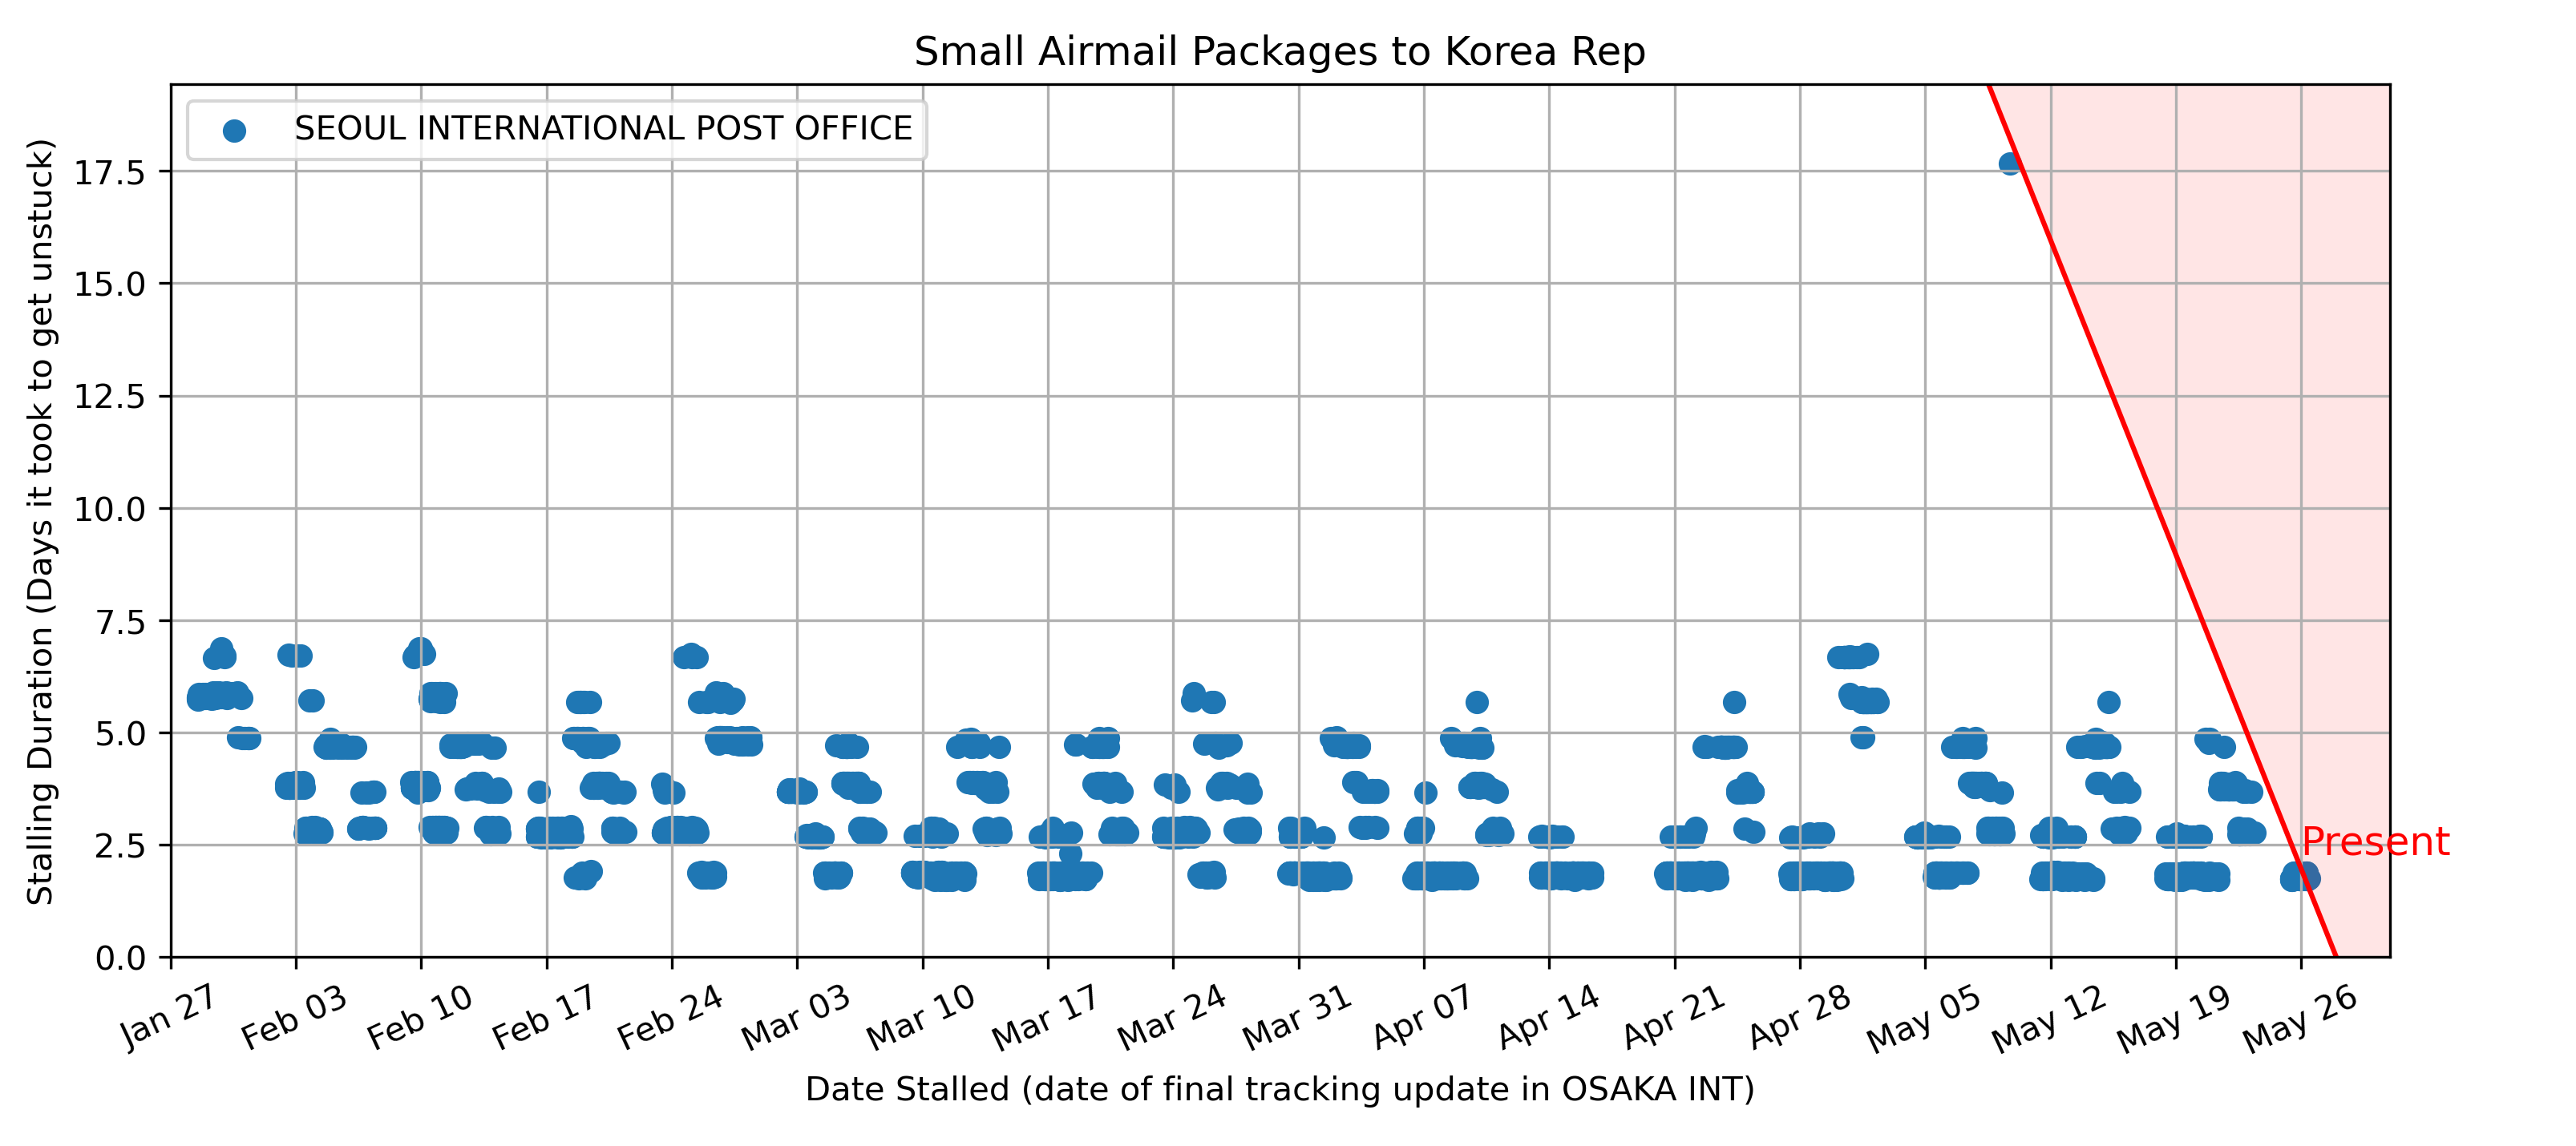 Small Airmail Packages to Korea Rep
SEOUL INTERNATIONAL POST OFFICE
Stalling Duration (Days it took to get unstuck)
17.5
15.0
12.5
10.0
7.5
5.0
2.5
0.0
Present
Jan 27
Feb 03
Feb 10
Feb 17
Feb 24
Mar 03
Mar 10
Mar 17
Mar 24
Mar 31
Apr 07
Apr 14
Apr 21
Apr 28
May 05
May 12
May 19
May 26
Date Stalled (date of final tracking update in OSAKA INT)